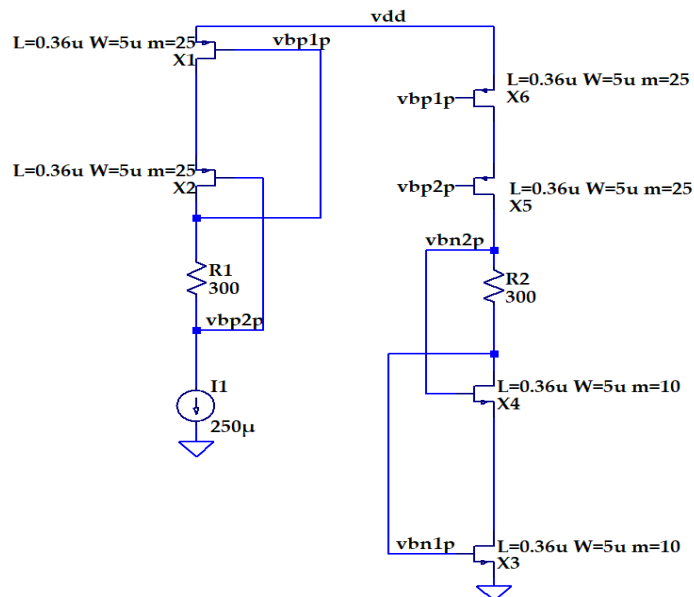 vdd
L=0.36u W=5u m=25
X1
vbp1p
vbp1p
L=0.36u W=5u m=25
X6
L=0.36u W=5u m=25
X2
vbp2p
L=0.36u W=5u m=25
X5
vbn2p
R1
300
R2
300
vbp2p
I1
250µ
L=0.36u W=5u m=10
X4
vbn1p
L=0.36u W=5u m=10
X3